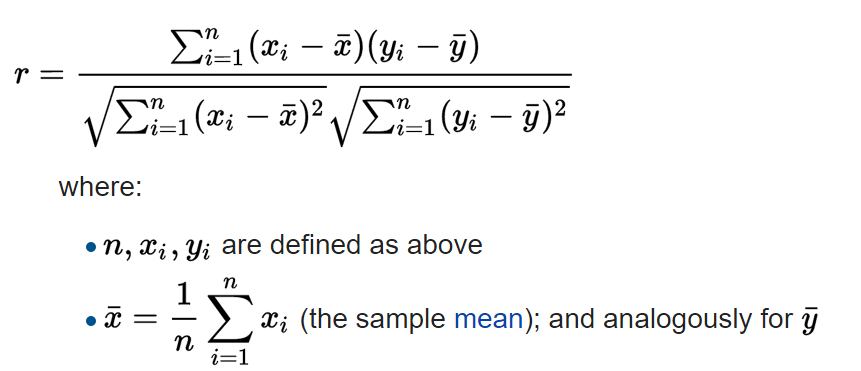 r = \frac{\sum_{i=1}^{n}(x_i - \bar{x})(y_i - \bar{y})}{\sqrt{\sum_{i=1}^{n}(x_i - \bar{x})^2}\sqrt{\sum_{i=1}^{n}(y_i - \bar{y})^2}}
where:
• n, x_i, y_i are defined as above
• \bar{x} = \frac{1}{n}\sum_{i=1}^{n} x_i (the sample mean); and analogously for \bar{y}